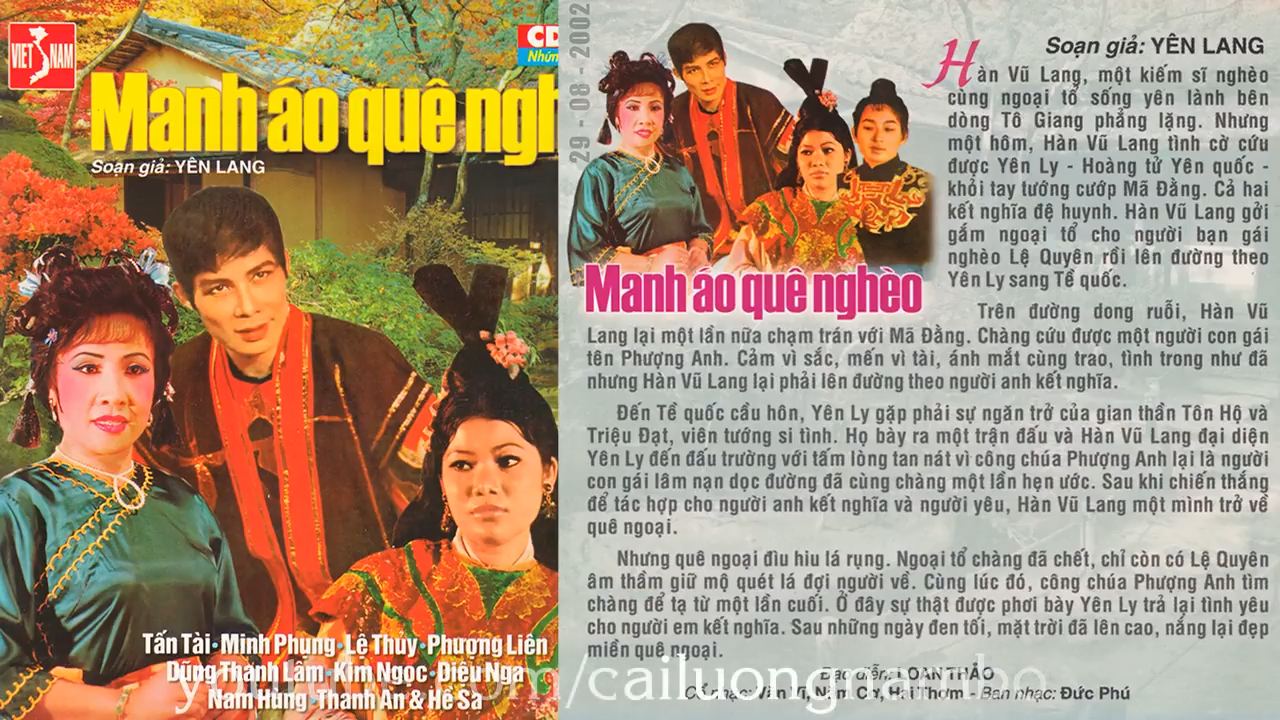 VIET NAM
CD
Nhữn
Manh áo quê ngh
Soạn giả: YÊN LANG
Tấn Tài • Minh Phụng • Lệ Thủy • Phượng Liên
Dũng Thanh Lâm • Kim Ngọc • Diệu Nga
Nam Hùng • Thanh An & Hề Sa
29 - 08 - 2002
Manh áo quê nghèo
Soạn giả: YÊN LANG
Hàn Vũ Lang, một kiếm sĩ nghèo
cùng ngoại tổ sống yên lành bên
dòng Tô Giang phẳng lặng. Nhưng
một hôm, Hàn Vũ Lang tình cờ cứu
được Yên Ly - Hoàng tử Yên quốc -
khỏi tay tướng cướp Mã Đằng. Cả hai
kết nghĩa đệ huynh. Hàn Vũ Lang gởi
gắm ngoại tổ cho người bạn gái
nghèo Lệ Quyên rồi lên đường theo
Yên Ly sang Tề quốc.
Trên đường dong ruỗi, Hàn Vũ
Lang lại một lần nữa chạm trán với Mã Đằng. Chàng cứu được một người con gái
tên Phượng Anh. Cảm vì sắc, mến vì tài, ánh mắt cùng trao, tình trong như đã
nhưng Hàn Vũ Lang lại phải lên đường theo người anh kết nghĩa.
Đến Tề quốc cầu hôn, Yên Ly gặp phải sự ngăn trở của gian thần Tôn Hộ và
Triệu Đạt, viên tướng si tình. Họ bày ra một trận đấu và Hàn Vũ Lang đại diện
Yên Ly đến đấu trường với tấm lòng tan nát vì công chúa Phượng Anh lại là người
con gái lâm nạn dọc đường đã cùng chàng một lần hẹn ước. Sau khi chiến thắng
để tác hợp cho người anh kết nghĩa và người yêu, Hàn Vũ Lang một mình trở về
quê ngoại.
Nhưng quê ngoại đìu hiu lá rụng. Ngoại tổ chàng đã chết, chỉ còn có Lệ Quyên
âm thầm giữ mộ quét lá đợi người về. Cùng lúc đó, công chúa Phượng Anh tìm
chàng để tạ từ một lần cuối. Ở đây sự thật được phơi bày Yên Ly trả lại tình yêu
cho người em kết nghĩa. Sau những ngày đen tối, mặt trời đã lên cao, nắng lại đẹp
miền quê ngoại.
Đạo diễn: LOAN THẢO
Cổ nhạc: Văn Vĩ, Năm Cơ, Hai Thơm - Ban nhạc: Đức Phú